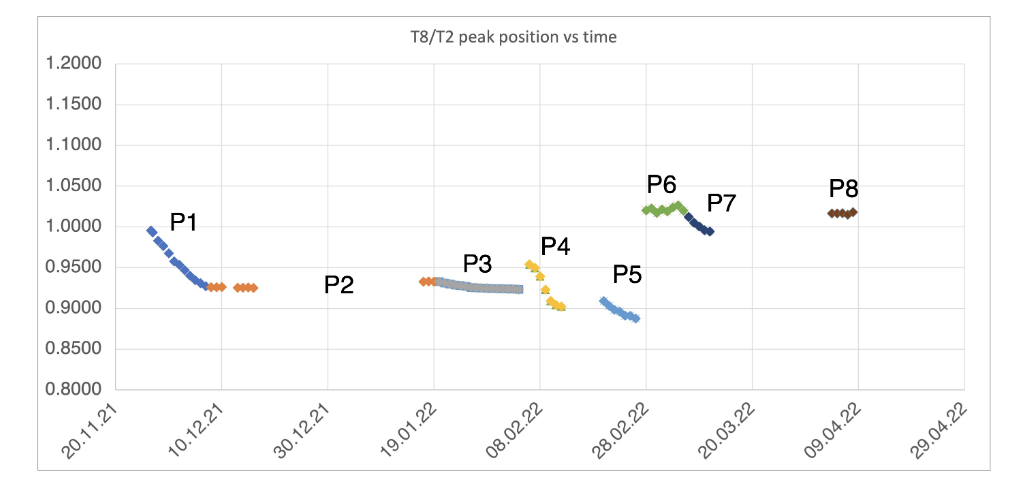 T8/T2 peak position vs time
1.2000
1.1500
1.1000
1.0500
1.0000
0.9500
0.9000
0.8500
0.8000
P1
P2
P3
P4
P5
P6
P7
P8
20.11.21
10.12.21
30.12.21
19.01.22
08.02.22
28.02.22
20.03.22
09.04.22
29.04.22